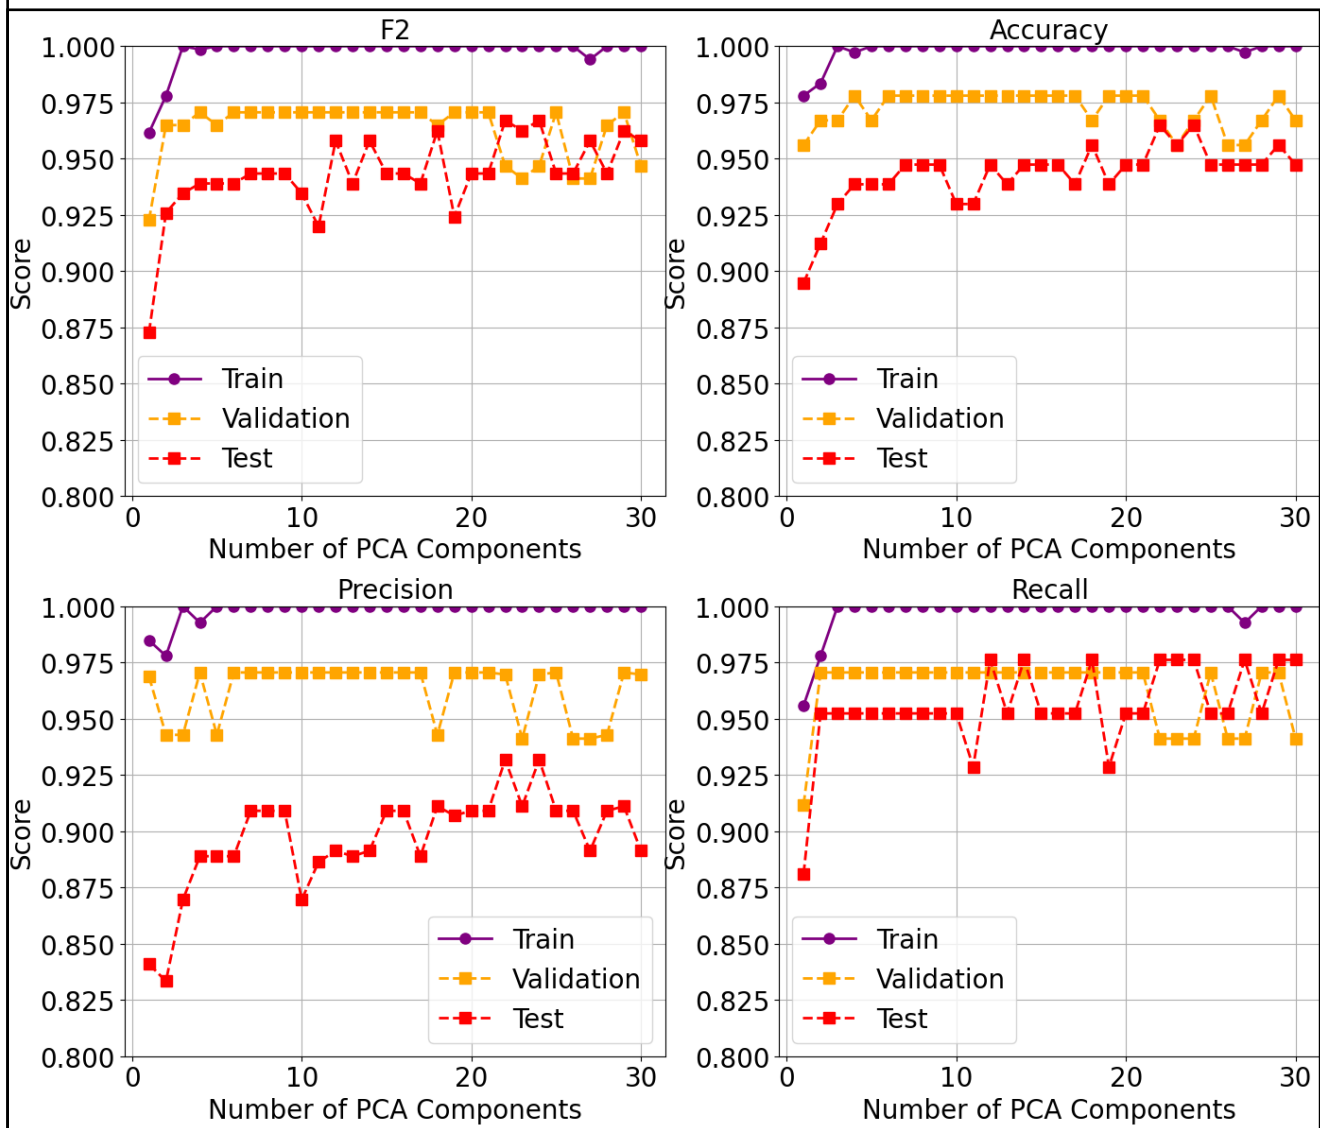 F2
1.000
0.975
0.950
0.925
0.900
0.875
0.850
0.825
0.800
Score
Train
Validation
Test
0
10
20
30
Number of PCA Components
Accuracy
1.000
0.975
0.950
0.925
0.900
0.875
0.850
0.825
0.800
Score
Train
Validation
Test
0
10
20
30
Number of PCA Components
Precision
1.000
0.975
0.950
0.925
0.900
0.875
0.850
0.825
0.800
Score
Train
Validation
Test
0
10
20
30
Number of PCA Components
Recall
1.000
0.975
0.950
0.925
0.900
0.875
0.850
0.825
0.800
Score
Train
Validation
Test
0
10
20
30
Number of PCA Components